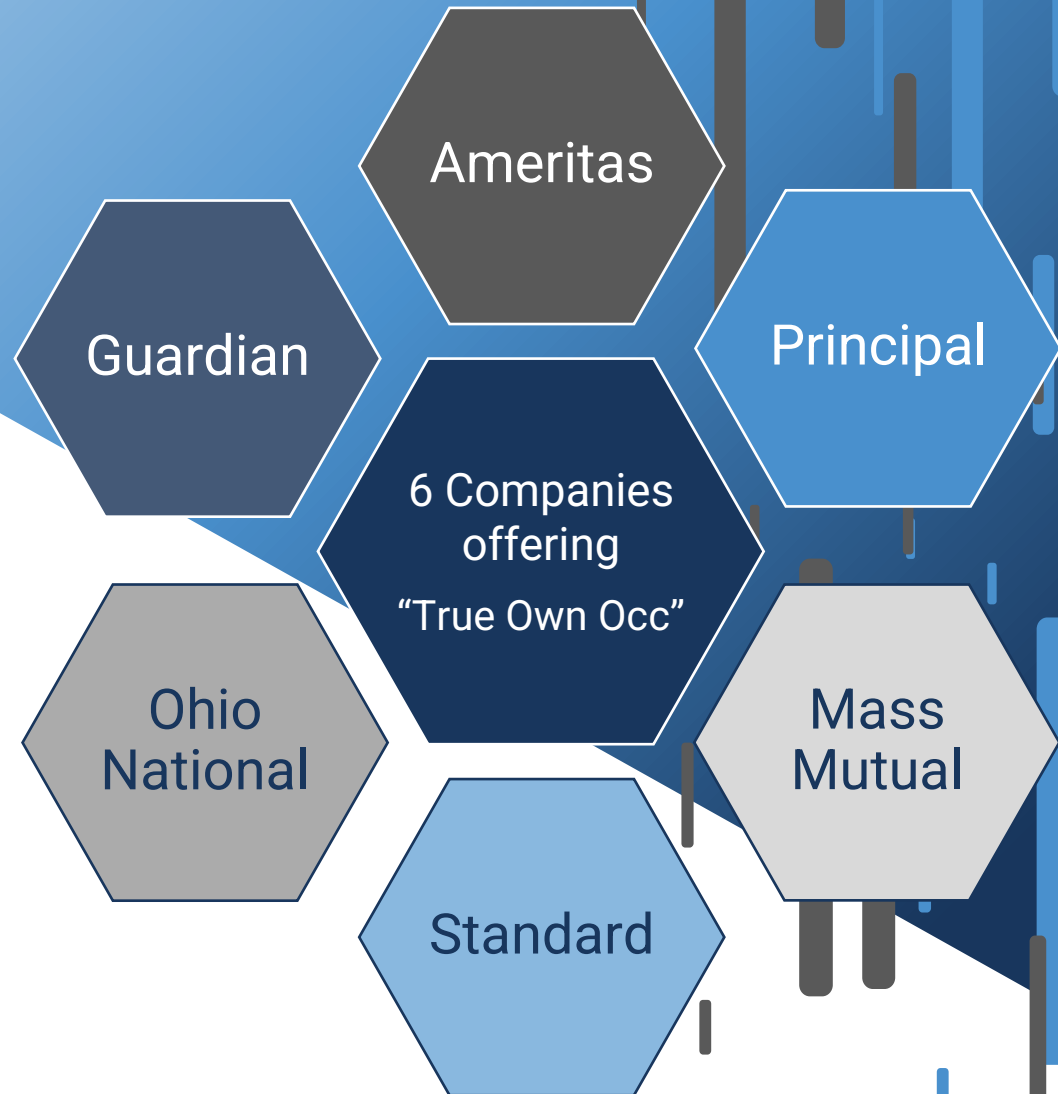 Ameritas
Guardian
Principal
6 Companies
offering
“True Own Occ”
Ohio
National
Mass
Mutual
Standard